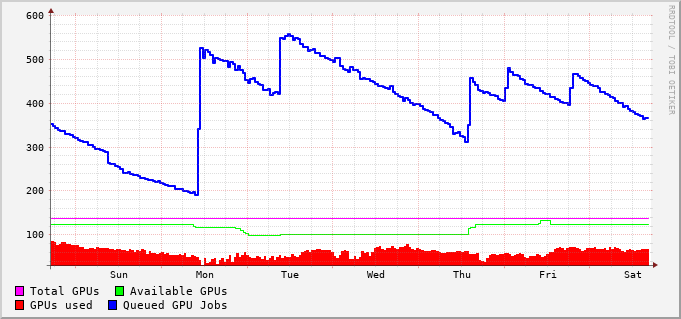 600
500
400
300
200
100
Sun Mon Tue Wed Thu Fri Sat
Total GPUs Available GPUs
GPUs used Queued GPU Jobs
RRDTOOL / TOBI OETIKER